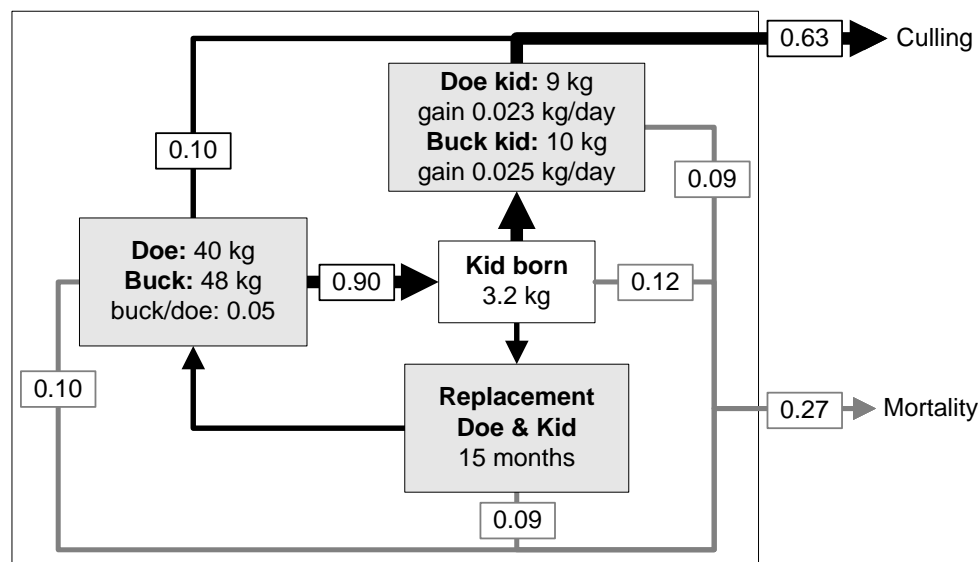 0.63
Culling
Doe kid: 9 kg
gain 0.023 kg/day
Buck kid: 10 kg
gain 0.025 kg/day
0.10
0.09
Doe: 40 kg
Buck: 48 kg
buck/doe: 0.05
0.90
Kid born
3.2 kg
0.12
0.10
Replacement
Doe & Kid
15 months
0.27
Mortality
0.09